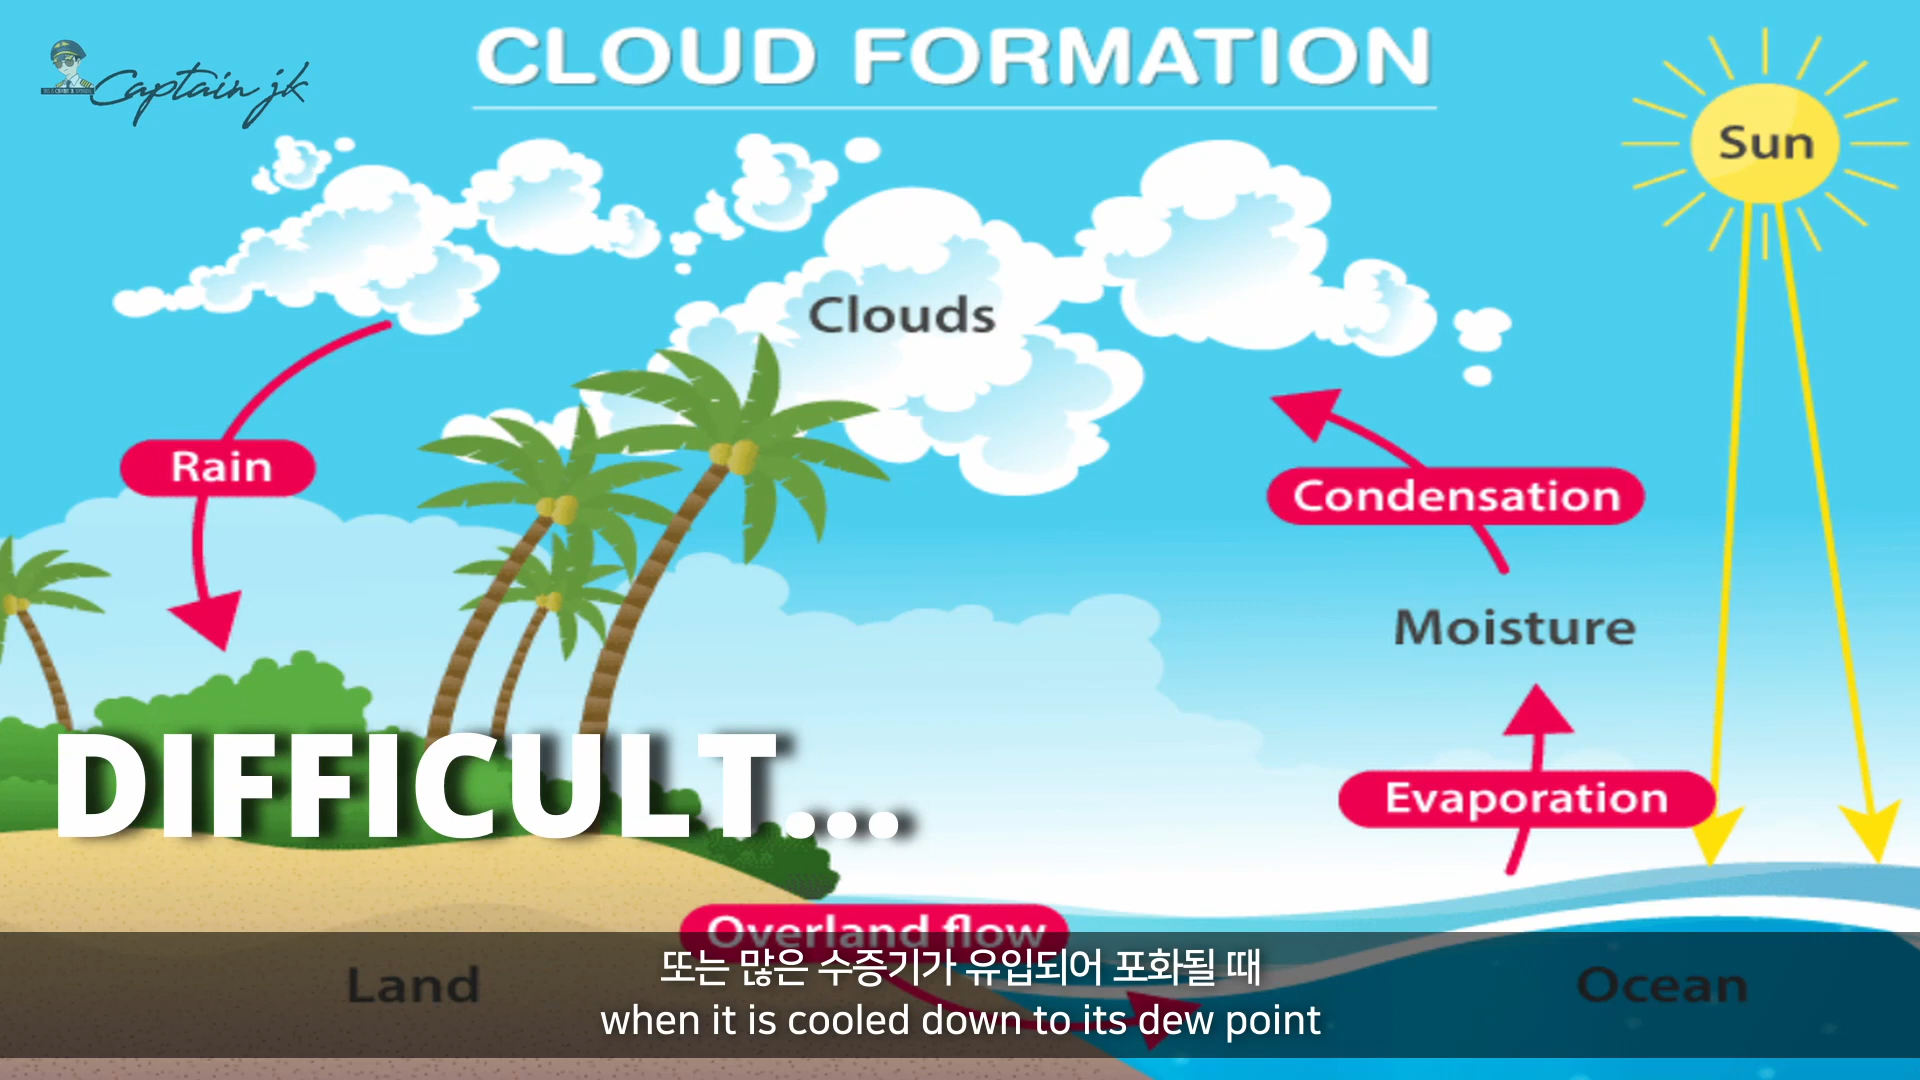 Captain jk
CLOUD FORMATION
Sun
Clouds
Rain
Condensation
Moisture
DIFFICULT...
Evaporation
Overland flow
Land
Ocean
또는 많은 수증기가 유입되어 포화될 때
when it is cooled down to its dew point